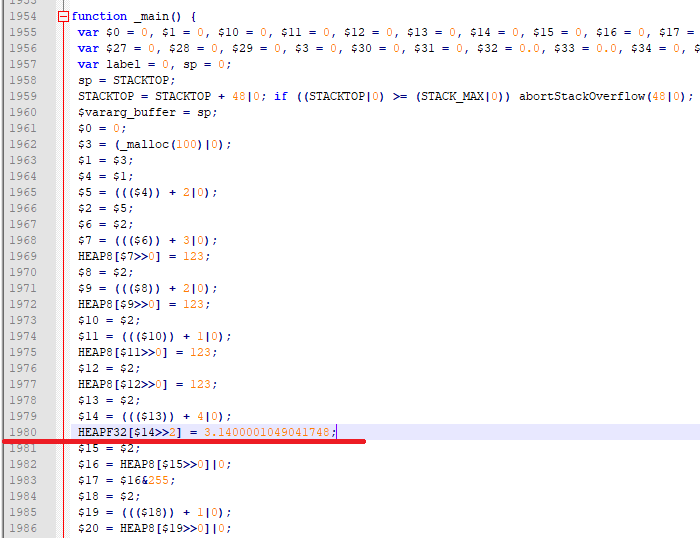 1953
1954 function _main() {
1955 var $0 = 0, $1 = 0, $10 = 0, $11 = 0, $12 = 0, $13 = 0, $14 = 0, $15 = 0, $16 = 0, $17 =
1956 var $27 = 0, $28 = 0, $29 = 0, $3 = 0, $30 = 0, $31 = 0, $32 = 0.0, $33 = 0.0, $34 = 0, $
1957 var label = 0, sp = 0;
1958 sp = STACKTOP;
1959 STACKTOP = STACKTOP + 48|0; if ((STACKTOP|0) >= (STACK_MAX|0)) abortStackOverflow(48|0);
1960 $vararg_buffer = sp;
1961 $0 = 0;
1962 $3 = (_malloc(100)|0);
1963 $1 = $3;
1964 $4 = $1;
1965 $5 = ((($4)) + 2|0);
1966 $2 = $5;
1967 $6 = $2;
1968 $7 = ((($6)) + 3|0);
1969 HEAP8[$7>>0] = 123;
1970 $8 = $2;
1971 $9 = ((($8)) + 2|0);
1972 HEAP8[$9>>0] = 123;
1973 $10 = $2;
1974 $11 = ((($10)) + 1|0);
1975 HEAP8[$11>>0] = 123;
1976 $12 = $2;
1977 HEAP8[$12>>0] = 123;
1978 $13 = $2;
1979 $14 = ((($13)) + 4|0);
1980 HEAPF32[$14>>2] = 3.1400001049041748;
1981 $15 = $2;
1982 $16 = HEAP8[$15>>0]|0;
1983 $17 = $16&255;
1984 $18 = $2;
1985 $19 = ((($18)) + 1|0);
1986 $20 = HEAP8[$19>>0]|0;